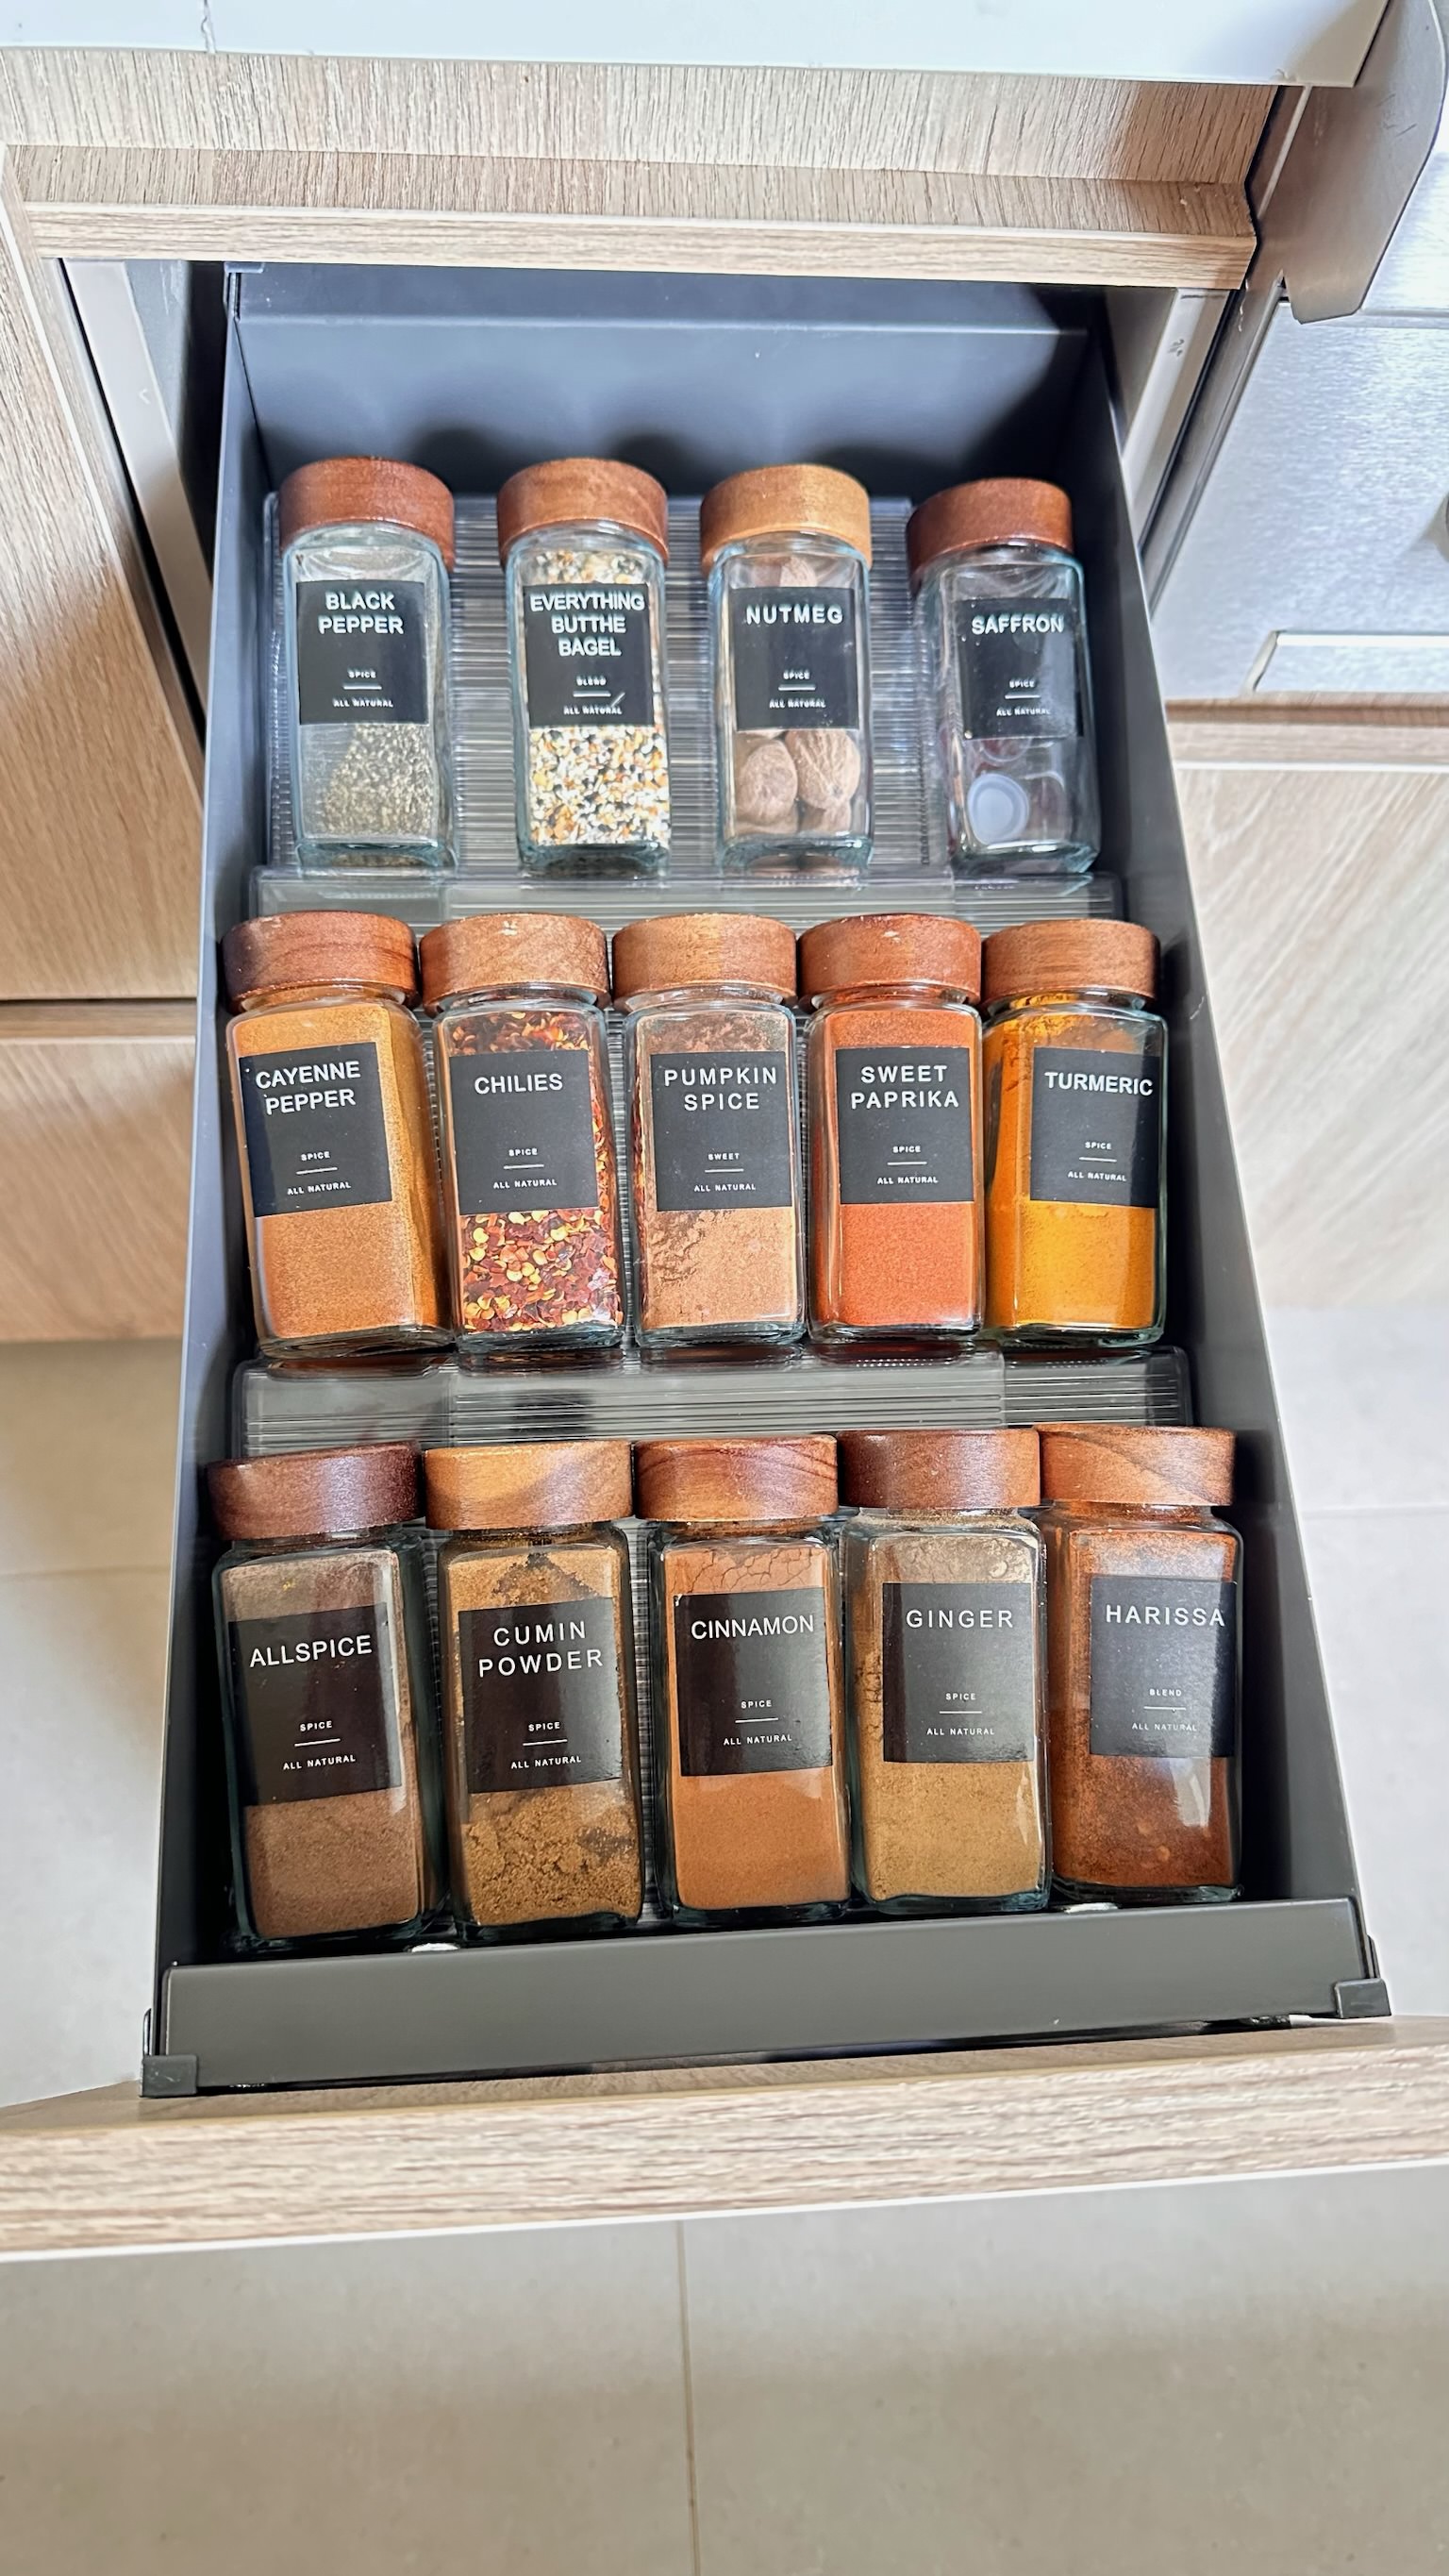 BLACK
PEPPER
SPICE
ALL NATURAL
EVERYTHING
BUTTHE
BAGEL
BLEND
ALL NATURAL
NUTMEG
SPICE
ALL NATURAL
SAFFRON
SPICE
ALL NATURAL
CAYENNE
PEPPER
SPICE
ALL NATURAL
CHILIES
SPICE
ALL NATURAL
PUMPKIN
SPICE
SWEET
ALL NATURAL
SWEET
PAPRIKA
SPICE
ALL NATURAL
TURMERIC
SPICE
ALL NATURAL
ALLSPICE
SPICE
ALL NATURAL
CUMIN
POWDER
SPICE
ALL NATURAL
CINNAMON
SPICE
ALL NATURAL
GINGER
SPICE
ALL NATURAL
HARISSA
BLEND
ALL NATURAL